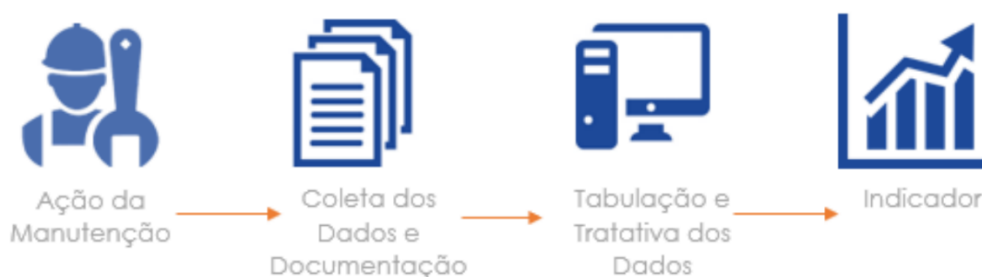 Ação da
Manutenção
Coleta dos
Dados e
Documentação
Tabulação e
Tratativa dos
Dados
Indicador